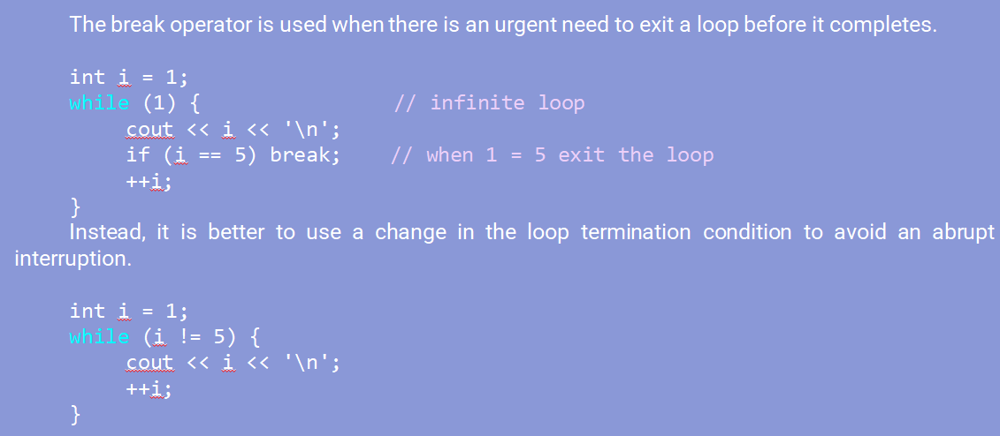 The break operator is used when there is an urgent need to exit a loop before it completes.
int i = 1;
while (1) { // infinite loop
cout << i << '\n';
if (i == 5) break; // when 1 = 5 exit the loop
++i;
}
Instead, it is better to use a change in the loop termination condition to avoid an abrupt
interruption.
int i = 1;
while (i != 5) {
cout << i << '\n';
++i;
}